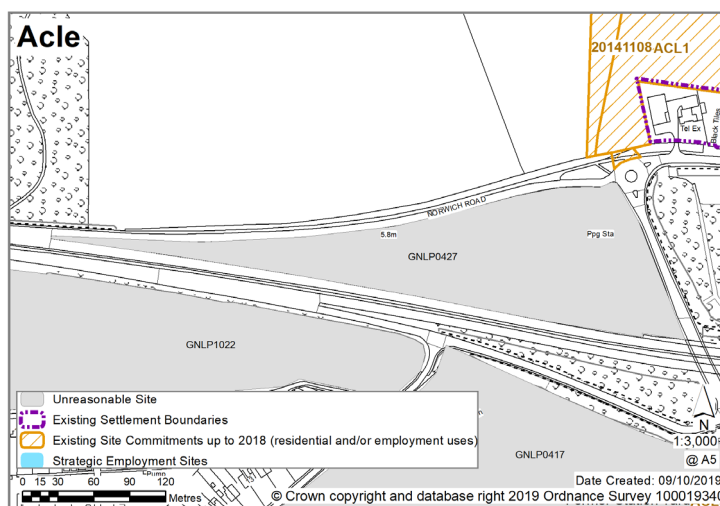 Acle
20141108 ACL1
Tel Ex
Black Tiles
NORWICH ROAD
5.8m
Ppg Sta
GNLP0427
GNLP1022
GNLP0417
Unreasonable Site
Existing Settlement Boundaries
Existing Site Commitments up to 2018 (residential and/or employment uses)
Strategic Employment Sites
Pump
0 15 30 60 90 120
Metres
N
1:3,000
@ A5
Date Created: 09/10/2019
© Crown copyright and database right 2019 Ordnance Survey 100019340